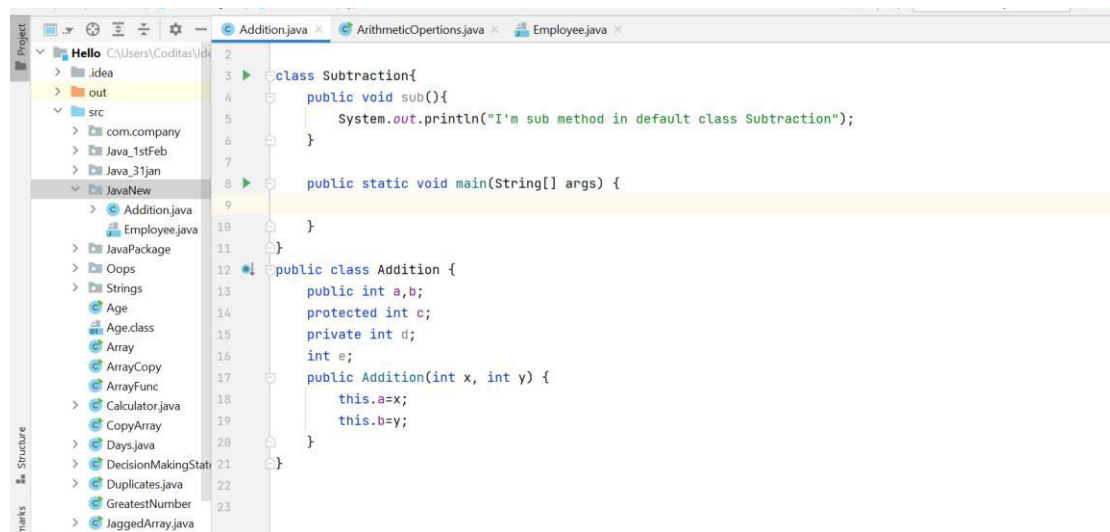 Addition.java
ArithmeticOpertions.java
Employee.java
Project
Hello C:\Users\Coditas\Ide
.idea
out
src
com.company
Java_1stFeb
Java_31jan
JavaNew
Addition.java
Employee.java
JavaPackage
Oops
Strings
Age
Age.class
Array
ArrayCopy
ArrayFunc
Calculator.java
CopyArray
Days.java
DecisionMakingStat
Duplicates.java
GreatestNumber
JaggedArray.java
Structure
marks
2
3 class Subtraction{
4 public void sub(){
5 System.out.println("I'm sub method in default class Subtraction");
6 }
7
8 public static void main(String[] args) {
9
10 }
11 }
12 public class Addition {
13 public int a,b;
14 protected int c;
15 private int d;
16 int e;
17 public Addition(int x, int y) {
18 this.a=x;
19 this.b=y;
20 }
21 }
22
23